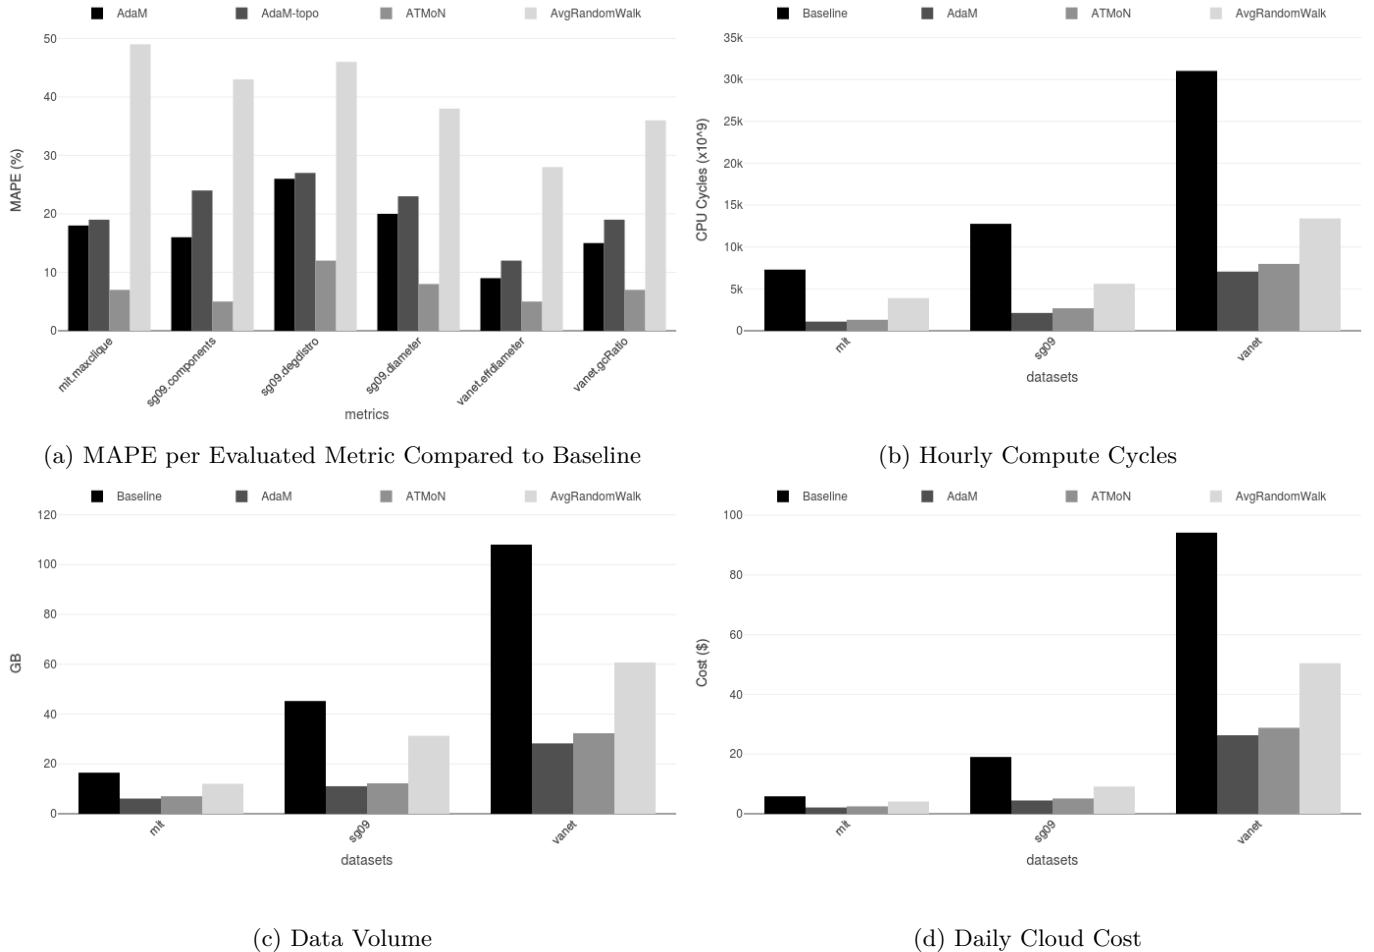 AdaM AdaM-topo ATMoN AvgRandomWalk
50
40
30
20
10
0
MAPE (%)
mit.maxclique sg09.components sg09.degdistro sg09.diameter vanet.effdiameter vanet.gcRatio
metrics
(a) MAPE per Evaluated Metric Compared to Baseline
Baseline AdaM ATMoN AvgRandomWalk
35k
30k
25k
20k
15k
10k
5k
0
CPU Cycles (x10^9)
mit sg09 vanet
datasets
(b) Hourly Compute Cycles
Baseline AdaM ATMoN AvgRandomWalk
120
100
80
60
40
20
0
GB
mit sg09 vanet
datasets
(c) Data Volume
Baseline AdaM ATMoN AvgRandomWalk
100
80
60
40
20
0
Cost ($)
mit sg09 vanet
datasets
(d) Daily Cloud Cost